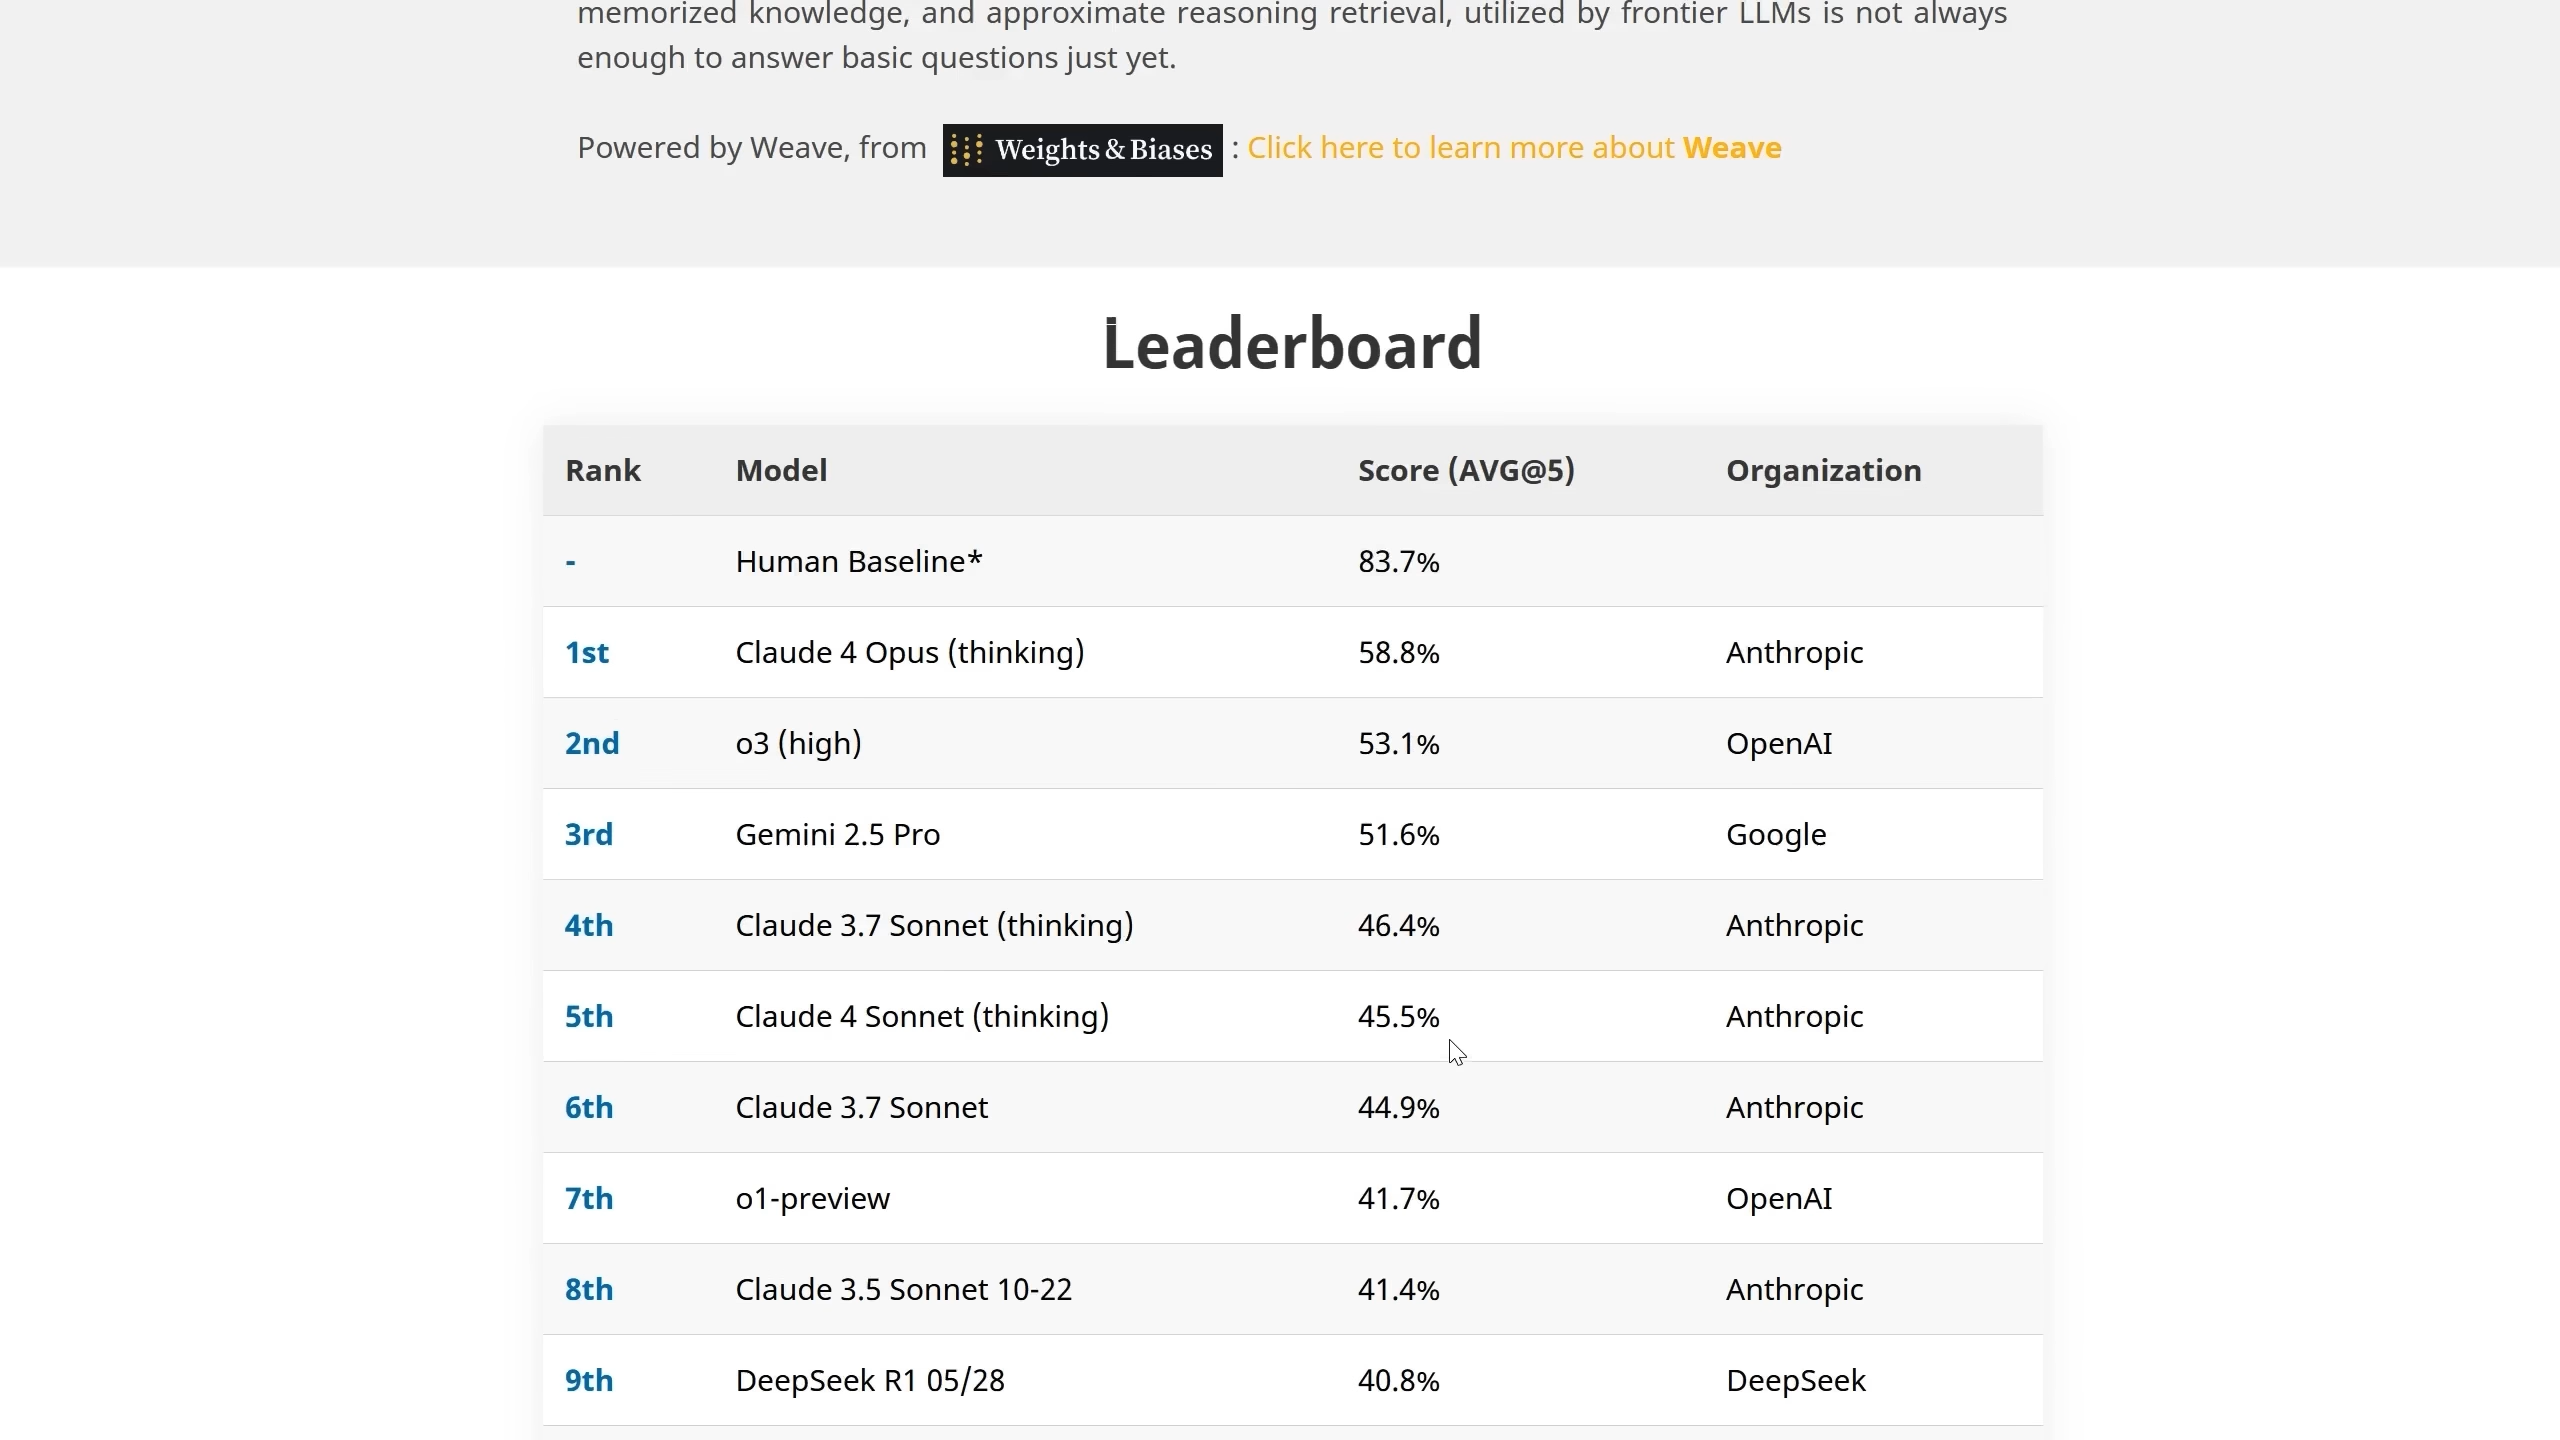 memorized knowledge, and approximate reasoning retrieval, utilized by frontier LLMs is not always
enough to answer basic questions just yet.
Powered by Weave, from Weights & Biases : Click here to learn more about Weave
Leaderboard
Rank Model Score (AVG@5) Organization
- Human Baseline* 83.7%
1st Claude 4 Opus (thinking) 58.8% Anthropic
2nd o3 (high) 53.1% OpenAI
3rd Gemini 2.5 Pro 51.6% Google
4th Claude 3.7 Sonnet (thinking) 46.4% Anthropic
5th Claude 4 Sonnet (thinking) 45.5% Anthropic
6th Claude 3.7 Sonnet 44.9% Anthropic
7th o1-preview 41.7% OpenAI
8th Claude 3.5 Sonnet 10-22 41.4% Anthropic
9th DeepSeek R1 05/28 40.8% DeepSeek